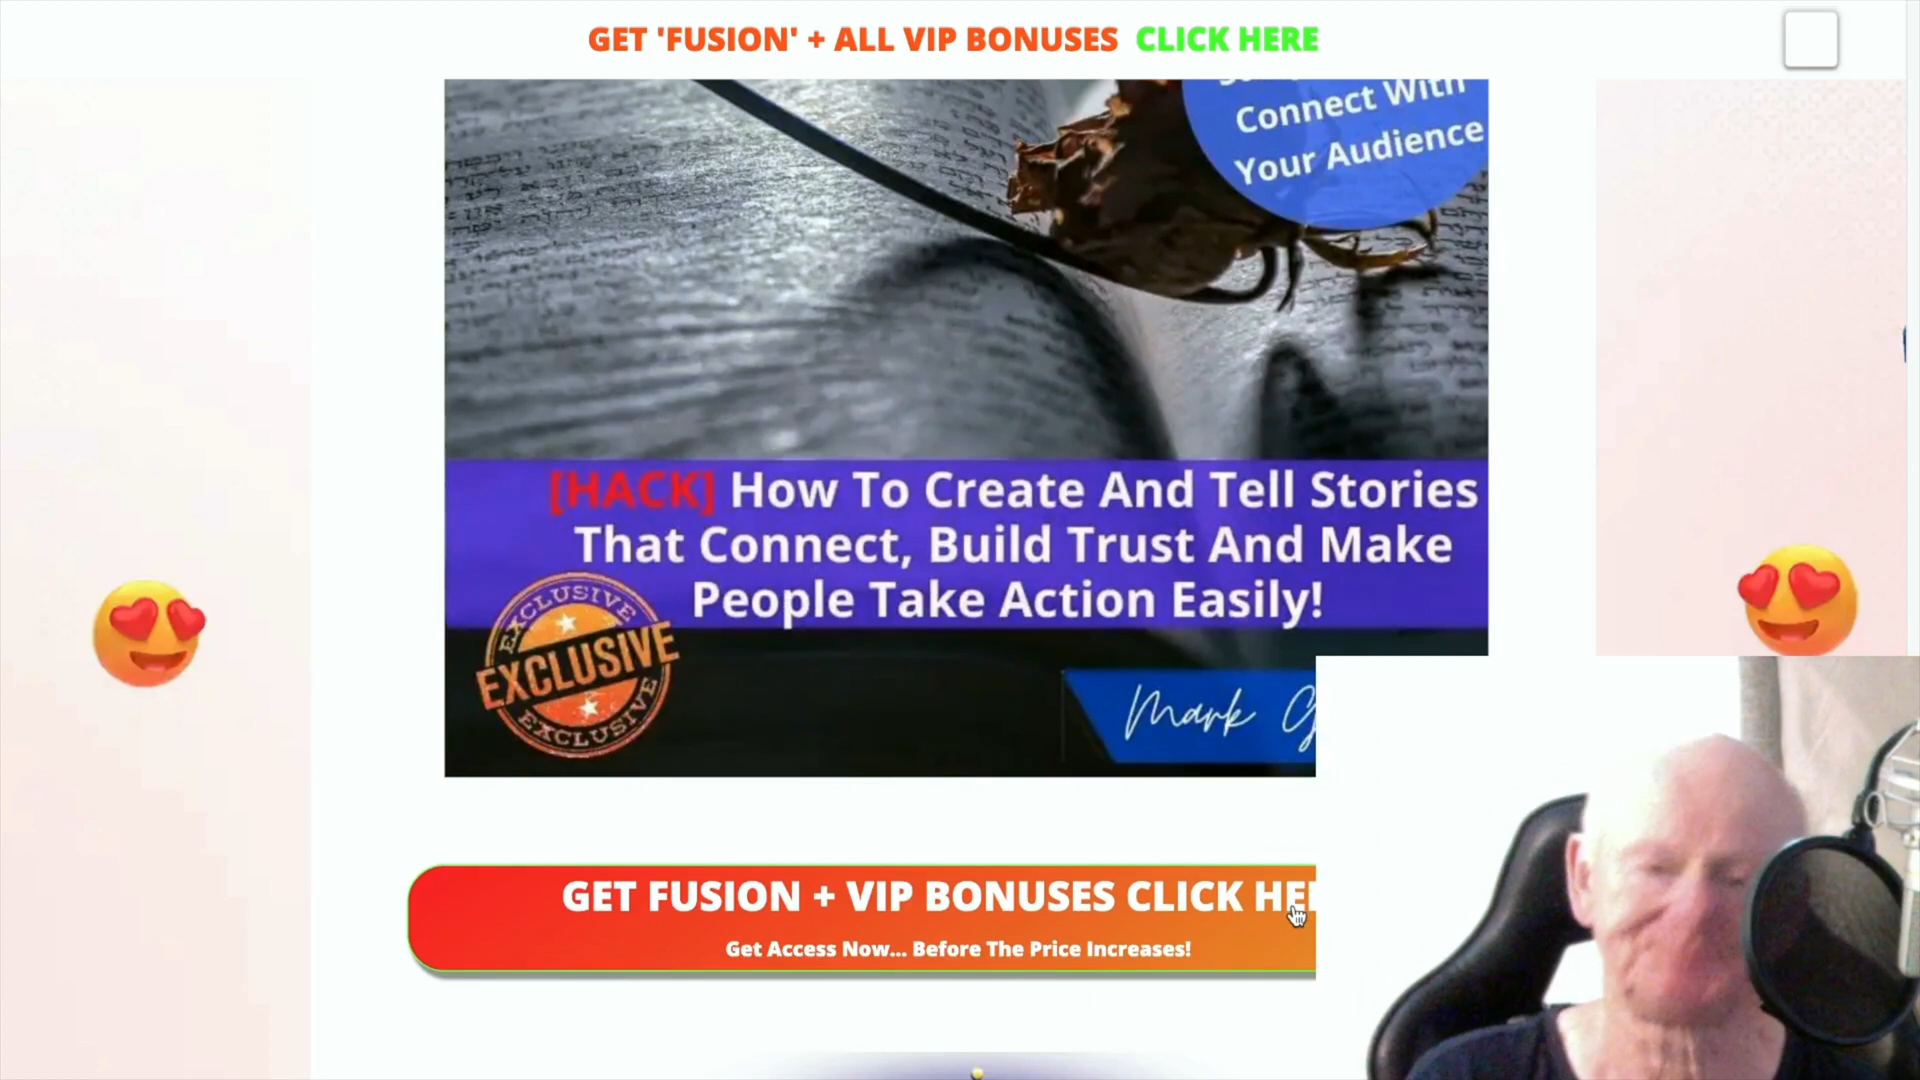 GET 'FUSION' + ALL VIP BONUSES CLICK HERE
Connect With
Your Audience
[HACK] How To Create And Tell Stories
That Connect, Build Trust And Make
People Take Action Easily!
EXCLUSIVE
EXCLUSIVE
EXCLUSIVE
Mark G
GET FUSION + VIP BONUSES CLICK HE
Get Access Now... Before The Price Increases!